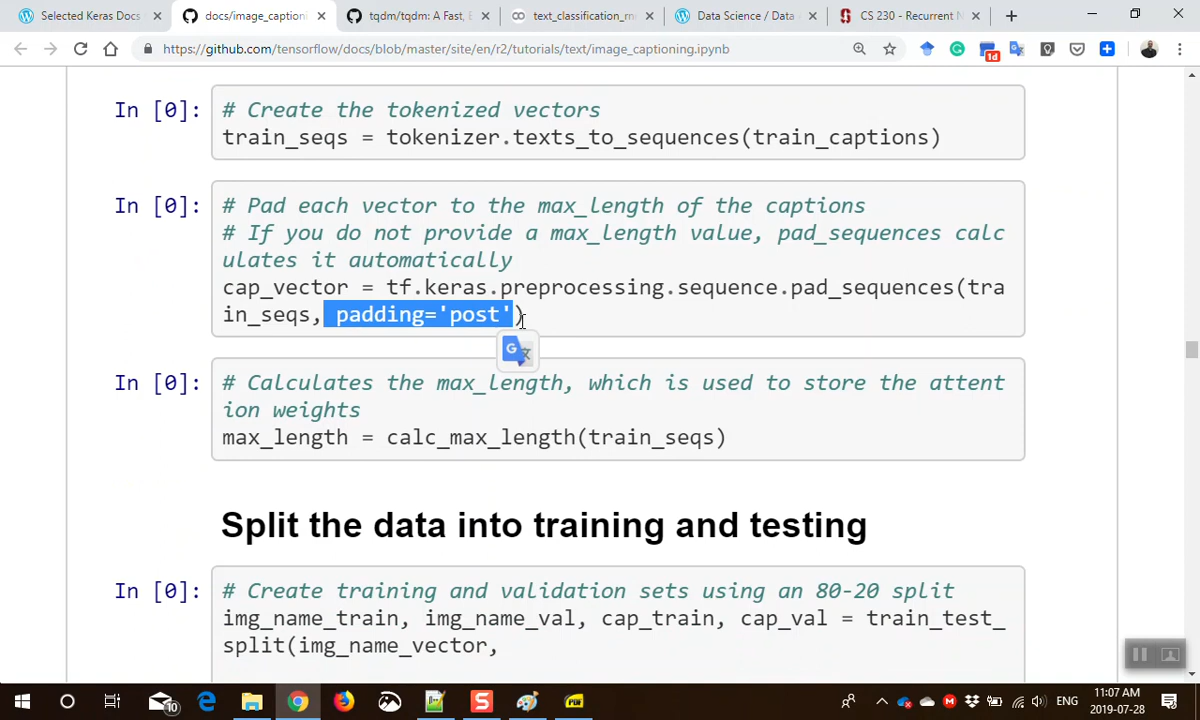 Selected Keras Docs
docs/image_caption
tqdm/tqdm: A Fast, E
text_classification_rn
Data Science / Data
CS 230 - Recurrent N
https://github.com/tensorflow/docs/blob/master/site/en/r2/tutorials/text/image_captioning.ipynb
1d
In [0]: # Create the tokenized vectors
train_seqs = tokenizer.texts_to_sequences(train_captions)
In [0]: # Pad each vector to the max_length of the captions
# If you do not provide a max_length value, pad_sequences calc
ulates it automatically
cap_vector = tf.keras.preprocessing.sequence.pad_sequences(tra
in_seqs, padding='post')
In [0]: # Calculates the max_length, which is used to store the attent
ion weights
max_length = calc_max_length(train_seqs)
Split the data into training and testing
In [0]: # Create training and validation sets using an 80-20 split
img_name_train, img_name_val, cap_train, cap_val = train_test_
split(img_name_vector,
10
ENG
11:07 AM
2019-07-28